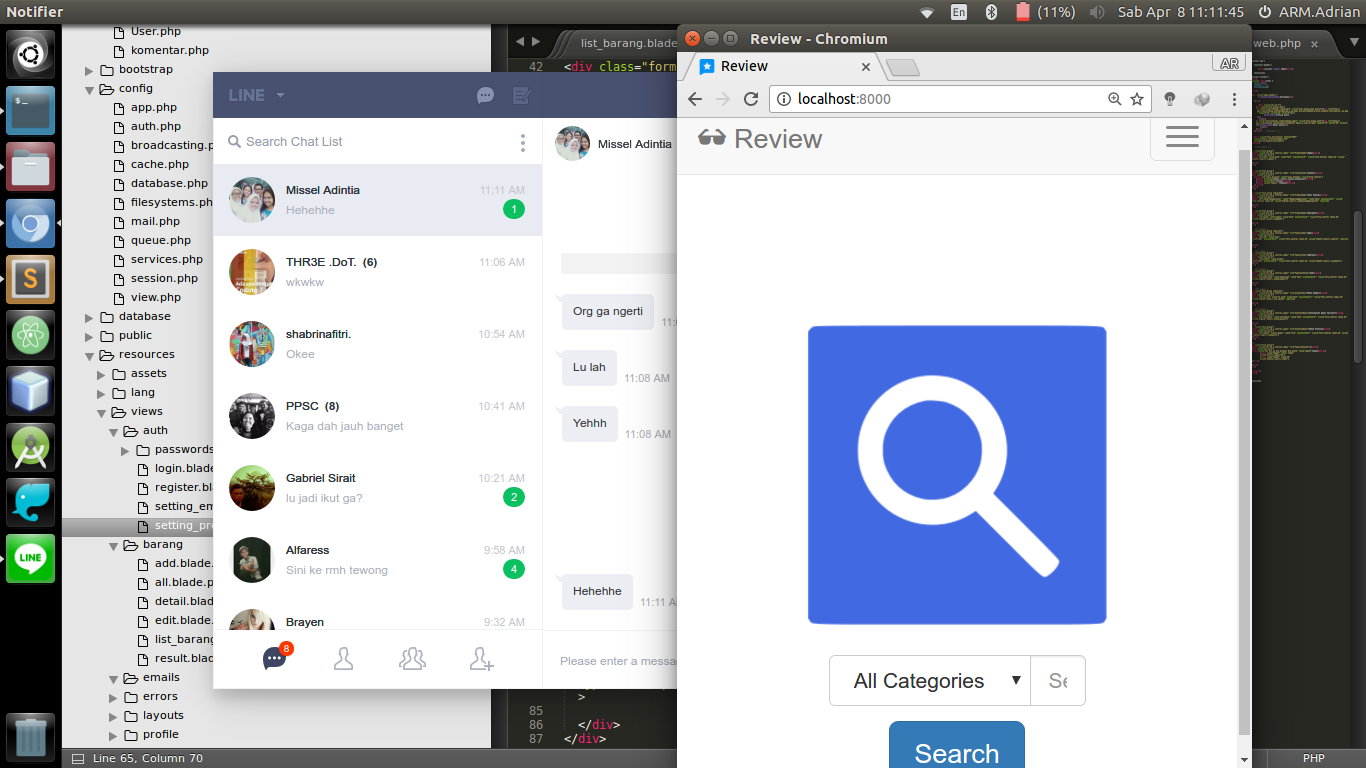 Notifier
En
(11%)
Sab Apr 8 11:11:45
ARM.Adrian
User.php
komentar.php
bootstrap
config
app.php
auth.php
broadcasting.p
cache.php
database.php
filesystems.ph
mail.php
queue.php
services.php
session.php
view.php
database
public
resources
assets
lang
views
auth
passwords
login.blade
register.bl
setting_em
setting_pr
barang
add.blade.
all.blade.p
detail.blade
edit.blade.
list_barang
result.blad
emails
errors
layouts
profile
Line 65, Column 70
LINE
Search Chat List
Missel Adintia
11:11 AM
Hehehhe
1
THR3E .DoT. (6)
11:06 AM
wkwkw
shabrinafitri.
10:54 AM
Okee
PPSC (8)
10:41 AM
Kaga dah jauh banget
Gabriel Sirait
10:21 AM
lu jadi ikut ga?
2
Alfaress
9:58 AM
Sini ke rmh tewong
4
Brayen
9:32 AM
8
Missel Adintia
Org ga ngerti
Lu lah
11:08 AM
Yehhh
11:08 AM
Hehehhe
11:11 A
Please enter a messa
list_barang.blade
42 <div class="form
>
85
86 </div>
87 </div>
web.php
PHP
Review - Chromium
Review
AR
localhost:8000
Review
All Categories
Se
Search
LINE